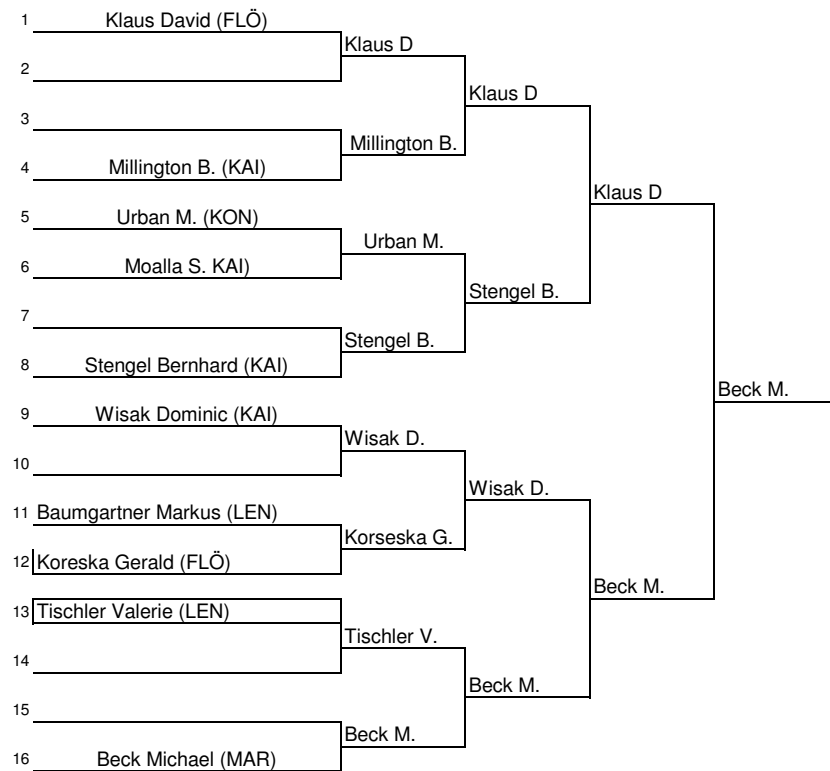 1 Klaus David (FLÖ)
Klaus D
2
Klaus D
3
Millington B.
4 Millington B. (KAI)
Klaus D
5 Urban M. (KON)
Urban M.
6 Moalla S. KAI)
Stengel B.
7
Stengel B.
8 Stengel Bernhard (KAI)
Beck M.
9 Wisak Dominic (KAI)
Wisak D.
10
Wisak D.
11 Baumgartner Markus (LEN)
Korseska G.
12 Koreska Gerald (FLÖ)
Beck M.
13 Tischler Valerie (LEN)
Tischler V.
14
Beck M.
15
Beck M.
16 Beck Michael (MAR)